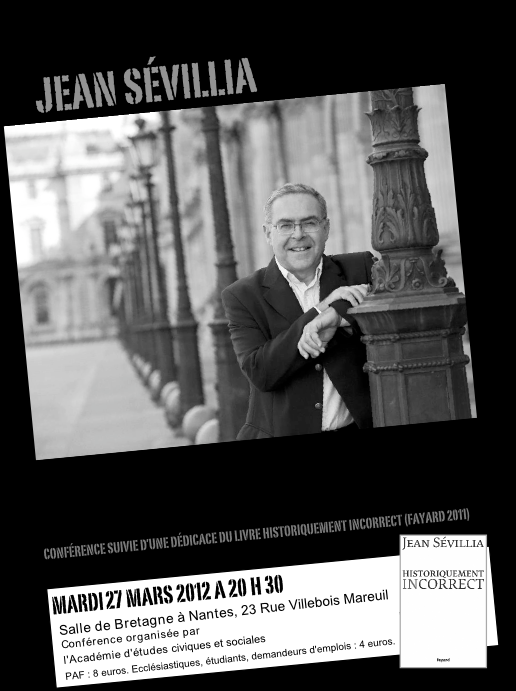 JEAN SÉVILLIA
CONFÉRENCE SUIVIE D'UNE DÉDICACE DU LIVRE HISTORIQUEMENT INCORRECT (FAYARD 2011)
MARDI 27 MARS 2012 A 20 H 30
Salle de Bretagne à Nantes, 23 Rue Villebois Mareuil
Conférence organisée par
l'Académie d'études civiques et sociales
PAF : 8 euros. Ecclésiastiques, étudiants, demandeurs d'emplois : 4 euros.
JEAN SÉVILLIA
HISTORIQUEMENT
INCORRECT
Fayard